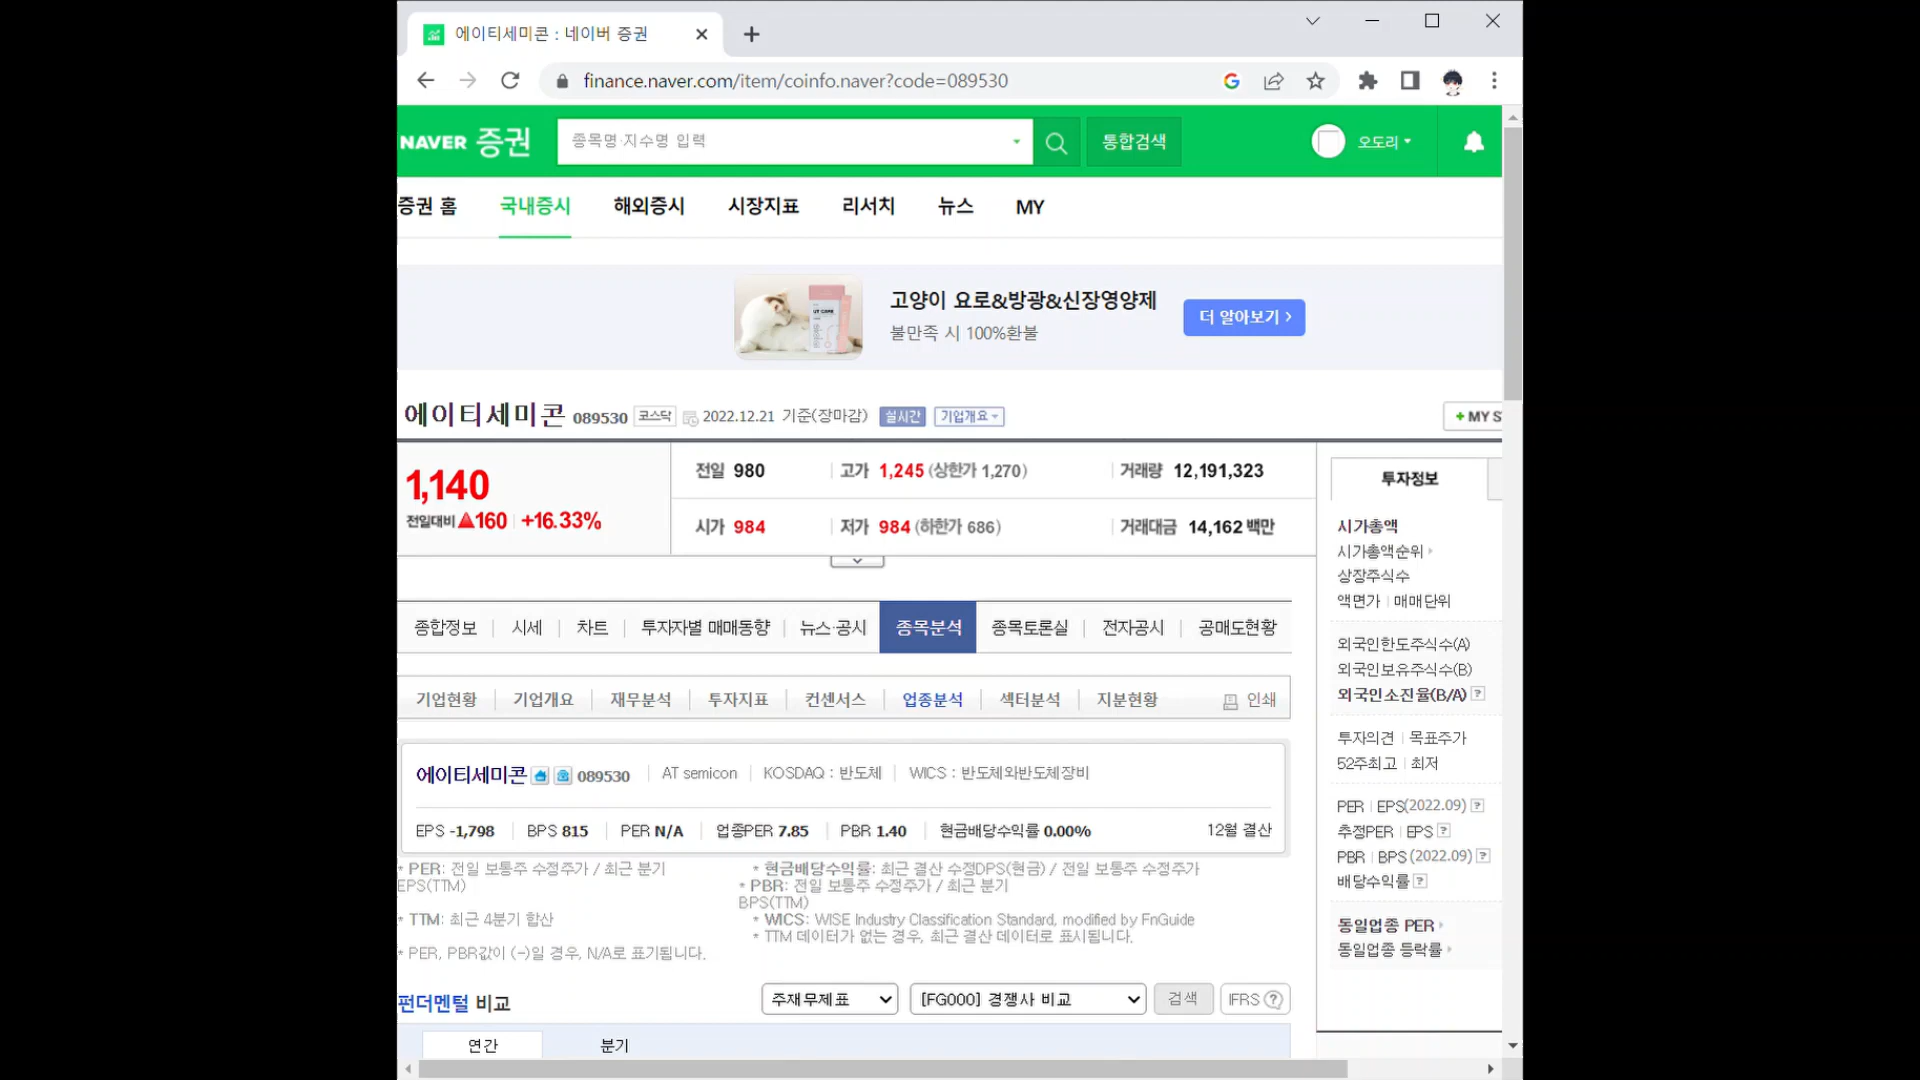 에이티세미콘 : 네이버 증권
finance.naver.com/item/coinfo.naver?code=089530
NAVER 증권 종목명·지수명 입력 통합검색 오도리
증권 홈 국내증시 해외증시 시장지표 리서치 뉴스 MY
고양이 요로&방광&신장영양제
불만족 시 100%환불
더 알아보기
에이티세미콘 089530 코스닥 2022.12.21 기준(장마감) 실시간 기업개요
+ MY S
1,140
전일대비 ▲160 +16.33%
전일 980 고가 1,245 (상한가 1,270) 거래량 12,191,323
시가 984 저가 984 (하한가 686) 거래대금 14,162 백만
종합정보 시세 차트 투자자별 매매동향 뉴스·공시 종목분석 종목토론실 전자공시 공매도현황
기업현황 기업개요 재무분석 투자지표 컨센서스 업종분석 섹터분석 지분현황 인쇄
에이티세미콘 089530 AT semicon KOSDAQ : 반도체 WICS : 반도체와반도체장비
EPS -1,798 BPS 815 PER N/A 업종PER 7.85 PBR 1.40 현금배당수익률 0.00% 12월 결산
* PER: 전일 보통주 수정주가 / 최근 분기
EPS(TTM)
* TTM: 최근 4분기 합산
* PER, PBR값이 (-)일 경우, N/A로 표기됩니다.
* 현금배당수익률: 최근 결산 수정DPS(현금) / 전일 보통주 수정주가
* PBR: 전일 보통주 수정주가 / 최근 분기
BPS(TTM)
* WICS: WISE Industry Classification Standard, modified by FnGuide
* TTM 데이터가 없는 경우, 최근 결산 데이터로 표시됩니다.
펀더멘털 비교 주재무제표 [FG000] 경쟁사 비교 검색 IFRS ?
연간 분기
투자정보
시가총액
시가총액순위
상장주식수
액면가 매매단위
외국인한도주식수(A)
외국인보유주식수(B)
외국인소진율(B/A) ?
투자의견 목표주가
52주최고 최저
PER EPS(2022.09) ?
추정PER EPS ?
PBR BPS (2022.09) ?
배당수익률 ?
동일업종 PER
동일업종 등락률